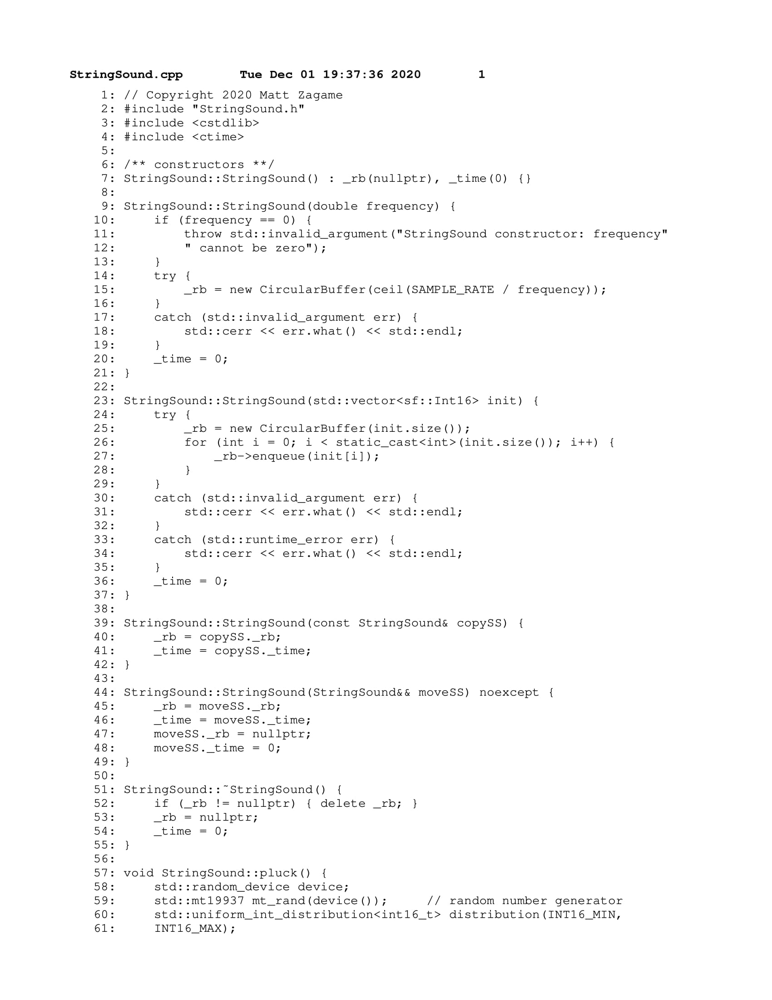 StringSound.cpp Tue Dec 01 19:37:36 2020 1
1: // Copyright 2020 Matt Zagame
2: #include "StringSound.h"
3: #include <cstdlib>
4: #include <ctime>
5:
6: /** constructors **/
7: StringSound::StringSound() : _rb(nullptr), _time(0) {}
8:
9: StringSound::StringSound(double frequency) {
10:     if (frequency == 0) {
11:         throw std::invalid_argument("StringSound constructor: frequency"
12:         " cannot be zero");
13:     }
14:     try {
15:         _rb = new CircularBuffer(ceil(SAMPLE_RATE / frequency));
16:     }
17:     catch (std::invalid_argument err) {
18:         std::cerr << err.what() << std::endl;
19:     }
20:     _time = 0;
21: }
22:
23: StringSound::StringSound(std::vector<sf::Int16> init) {
24:     try {
25:         _rb = new CircularBuffer(init.size());
26:         for (int i = 0; i < static_cast<int>(init.size()); i++) {
27:             _rb->enqueue(init[i]);
28:         }
29:     }
30:     catch (std::invalid_argument err) {
31:         std::cerr << err.what() << std::endl;
32:     }
33:     catch (std::runtime_error err) {
34:         std::cerr << err.what() << std::endl;
35:     }
36:     _time = 0;
37: }
38:
39: StringSound::StringSound(const StringSound& copySS) {
40:     _rb = copySS._rb;
41:     _time = copySS._time;
42: }
43:
44: StringSound::StringSound(StringSound&& moveSS) noexcept {
45:     _rb = moveSS._rb;
46:     _time = moveSS._time;
47:     moveSS._rb = nullptr;
48:     moveSS._time = 0;
49: }
50:
51: StringSound::~StringSound() {
52:     if (_rb != nullptr) { delete _rb; }
53:     _rb = nullptr;
54:     _time = 0;
55: }
56:
57: void StringSound::pluck() {
58:     std::random_device device;
59:     std::mt19937 mt_rand(device());     // random number generator
60:     std::uniform_int_distribution<int16_t> distribution(INT16_MIN,
61:     INT16_MAX);